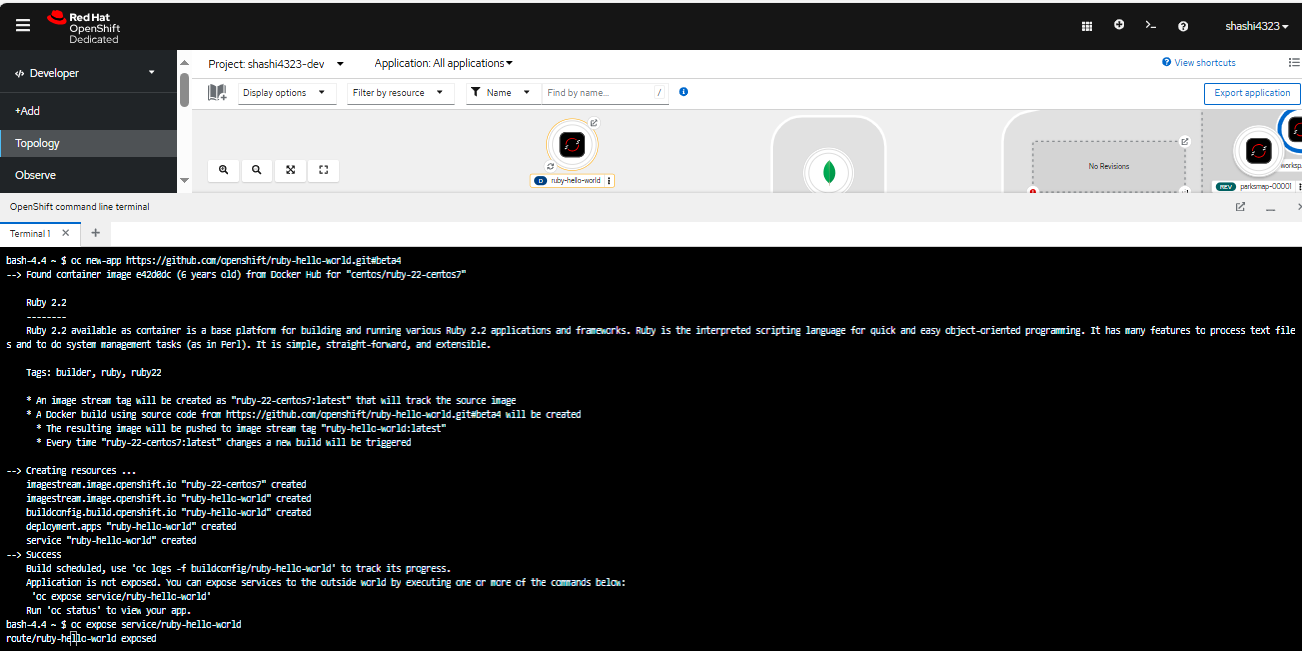 Red Hat
OpenShift
Dedicated
shashi4323
Developer
Project: shashi4323-dev
Application: All applications
View shortcuts
+Add
Display options
Filter by resource
Name
Find by name...
/
Export application
Topology
No Revisions
Observe
D ruby-hello-world
worksp
REV parksmap-00001
OpenShift command line terminal
Terminal 1
bash-4.4 ~ $ oc new-app https://github.com/openshift/ruby-hello-world.git#beta4
--> Found container image e42d0dc (6 years old) from Docker Hub for "centos/ruby-22-centos7"
Ruby 2.2
--------
Ruby 2.2 available as container is a base platform for building and running various Ruby 2.2 applications and frameworks. Ruby is the interpreted scripting language for quick and easy object-oriented programming. It has many features to process text file
s and to do system management tasks (as in Perl). It is simple, straight-forward, and extensible.
Tags: builder, ruby, ruby22
* An image stream tag will be created as "ruby-22-centos7:latest" that will track the source image
* A Docker build using source code from https://github.com/openshift/ruby-hello-world.git#beta4 will be created
* The resulting image will be pushed to image stream tag "ruby-hello-world:latest"
* Every time "ruby-22-centos7:latest" changes a new build will be triggered
--> Creating resources ...
imagestream.image.openshift.io "ruby-22-centos7" created
imagestream.image.openshift.io "ruby-hello-world" created
buildconfig.build.openshift.io "ruby-hello-world" created
deployment.apps "ruby-hello-world" created
service "ruby-hello-world" created
--> Success
Build scheduled, use 'oc logs -f buildconfig/ruby-hello-world' to track its progress.
Application is not exposed. You can expose services to the outside world by executing one or more of the commands below:
'oc expose service/ruby-hello-world'
Run 'oc status' to view your app.
bash-4.4 ~ $ oc expose service/ruby-hello-world
route/ruby-hello-world exposed